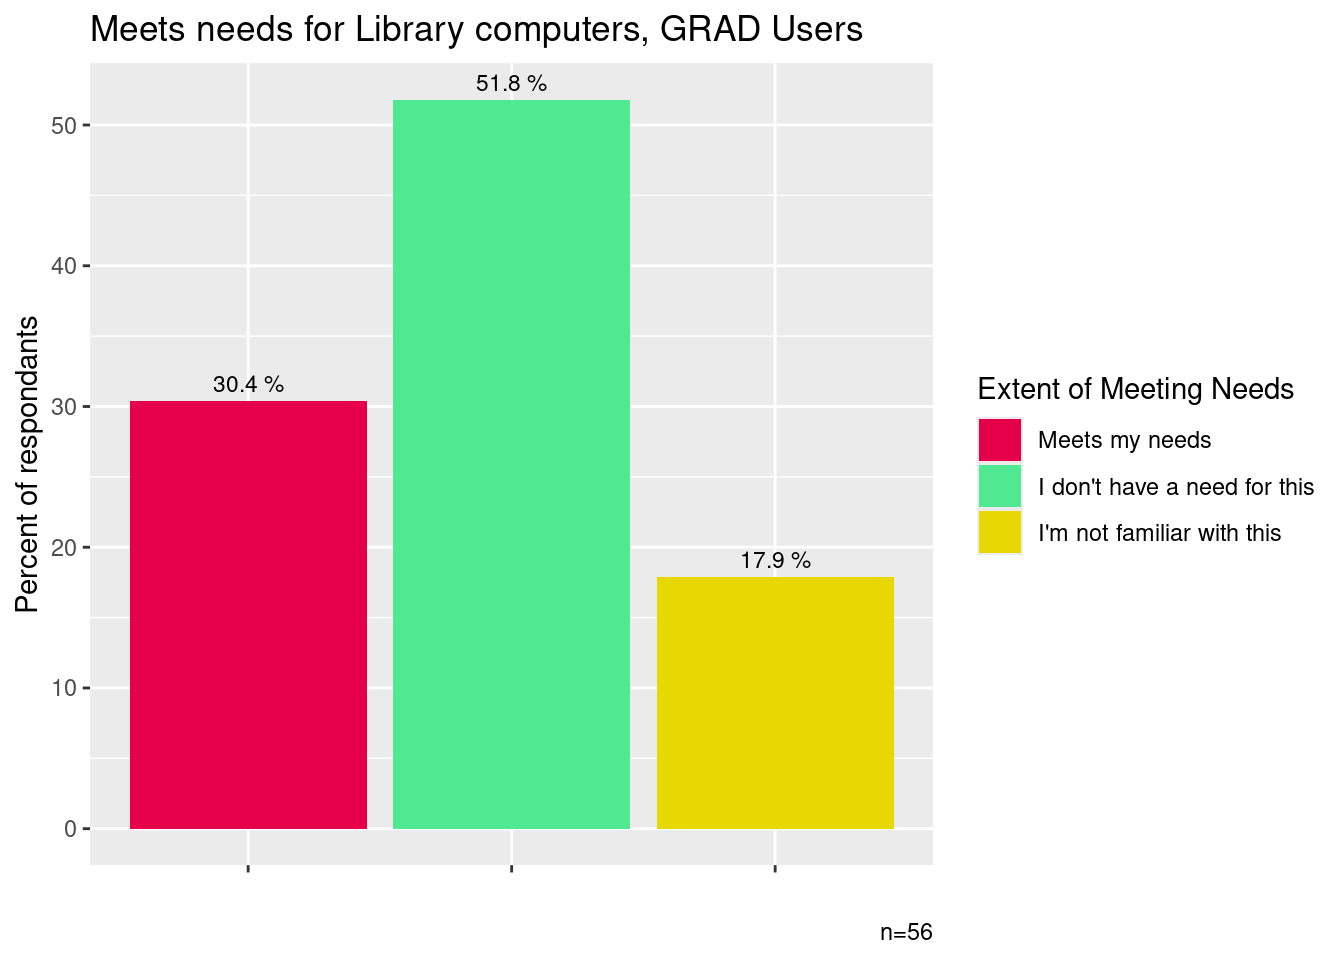 Meets needs for Library computers, GRAD Users
Percent of respondants
50
40
30
20
10
0
30.4 %
51.8 %
17.9 %
Extent of Meeting Needs
Meets my needs
I don't have a need for this
I'm not familiar with this
n=56